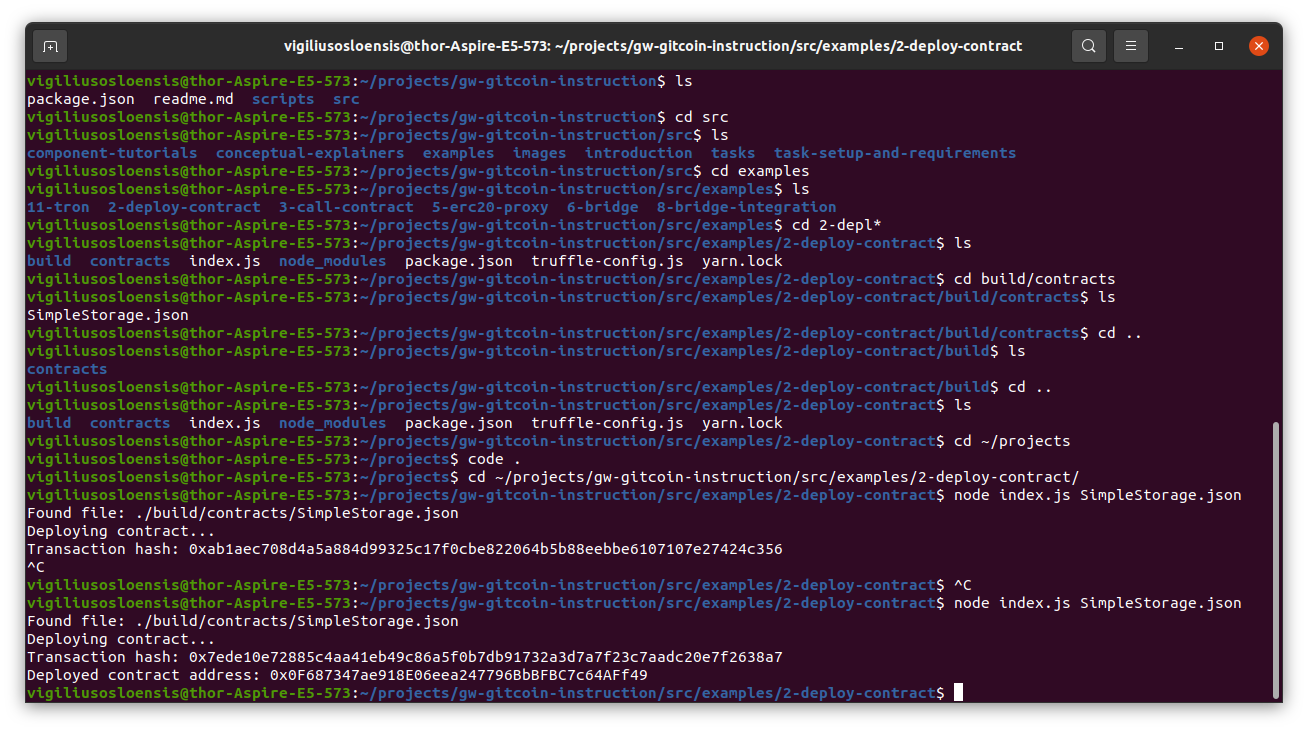 vigiliusosloensis@thor-Aspire-E5-573: ~/projects/gw-gitcoin-instruction/src/examples/2-deploy-contract
vigiliusosloensis@thor-Aspire-E5-573:~/projects/gw-gitcoin-instruction$ ls
package.json  readme.md  scripts  src
vigiliusosloensis@thor-Aspire-E5-573:~/projects/gw-gitcoin-instruction$ cd src
vigiliusosloensis@thor-Aspire-E5-573:~/projects/gw-gitcoin-instruction/src$ ls
component-tutorials  conceptual-explainers  examples  images  introduction  tasks  task-setup-and-requirements
vigiliusosloensis@thor-Aspire-E5-573:~/projects/gw-gitcoin-instruction/src$ cd examples
vigiliusosloensis@thor-Aspire-E5-573:~/projects/gw-gitcoin-instruction/src/examples$ ls
11-tron  2-deploy-contract  3-call-contract  5-erc20-proxy  6-bridge  8-bridge-integration
vigiliusosloensis@thor-Aspire-E5-573:~/projects/gw-gitcoin-instruction/src/examples$ cd 2-depl*
vigiliusosloensis@thor-Aspire-E5-573:~/projects/gw-gitcoin-instruction/src/examples/2-deploy-contract$ ls
build  contracts  index.js  node_modules  package.json  truffle-config.js  yarn.lock
vigiliusosloensis@thor-Aspire-E5-573:~/projects/gw-gitcoin-instruction/src/examples/2-deploy-contract$ cd build/contracts
vigiliusosloensis@thor-Aspire-E5-573:~/projects/gw-gitcoin-instruction/src/examples/2-deploy-contract/build/contracts$ ls
SimpleStorage.json
vigiliusosloensis@thor-Aspire-E5-573:~/projects/gw-gitcoin-instruction/src/examples/2-deploy-contract/build/contracts$ cd ..
vigiliusosloensis@thor-Aspire-E5-573:~/projects/gw-gitcoin-instruction/src/examples/2-deploy-contract/build$ ls
contracts
vigiliusosloensis@thor-Aspire-E5-573:~/projects/gw-gitcoin-instruction/src/examples/2-deploy-contract/build$ cd ..
vigiliusosloensis@thor-Aspire-E5-573:~/projects/gw-gitcoin-instruction/src/examples/2-deploy-contract$ ls
build  contracts  index.js  node_modules  package.json  truffle-config.js  yarn.lock
vigiliusosloensis@thor-Aspire-E5-573:~/projects/gw-gitcoin-instruction/src/examples/2-deploy-contract$ cd ~/projects
vigiliusosloensis@thor-Aspire-E5-573:~/projects$ code .
vigiliusosloensis@thor-Aspire-E5-573:~/projects$ cd ~/projects/gw-gitcoin-instruction/src/examples/2-deploy-contract/
vigiliusosloensis@thor-Aspire-E5-573:~/projects/gw-gitcoin-instruction/src/examples/2-deploy-contract$ node index.js SimpleStorage.json
Found file: ./build/contracts/SimpleStorage.json
Deploying contract...
Transaction hash: 0xab1aec708d4a5a884d99325c17f0cbe822064b5b88eebbe6107107e27424c356
^C
vigiliusosloensis@thor-Aspire-E5-573:~/projects/gw-gitcoin-instruction/src/examples/2-deploy-contract$ ^C
vigiliusosloensis@thor-Aspire-E5-573:~/projects/gw-gitcoin-instruction/src/examples/2-deploy-contract$ node index.js SimpleStorage.json
Found file: ./build/contracts/SimpleStorage.json
Deploying contract...
Transaction hash: 0x7ede10e72885c4aa41eb49c86a5f0b7db91732a3d7a7f23c7aadc20e7f2638a7
Deployed contract address: 0x0F687347ae918E06eea247796BbBFBC7c64AFf49
vigiliusosloensis@thor-Aspire-E5-573:~/projects/gw-gitcoin-instruction/src/examples/2-deploy-contract$